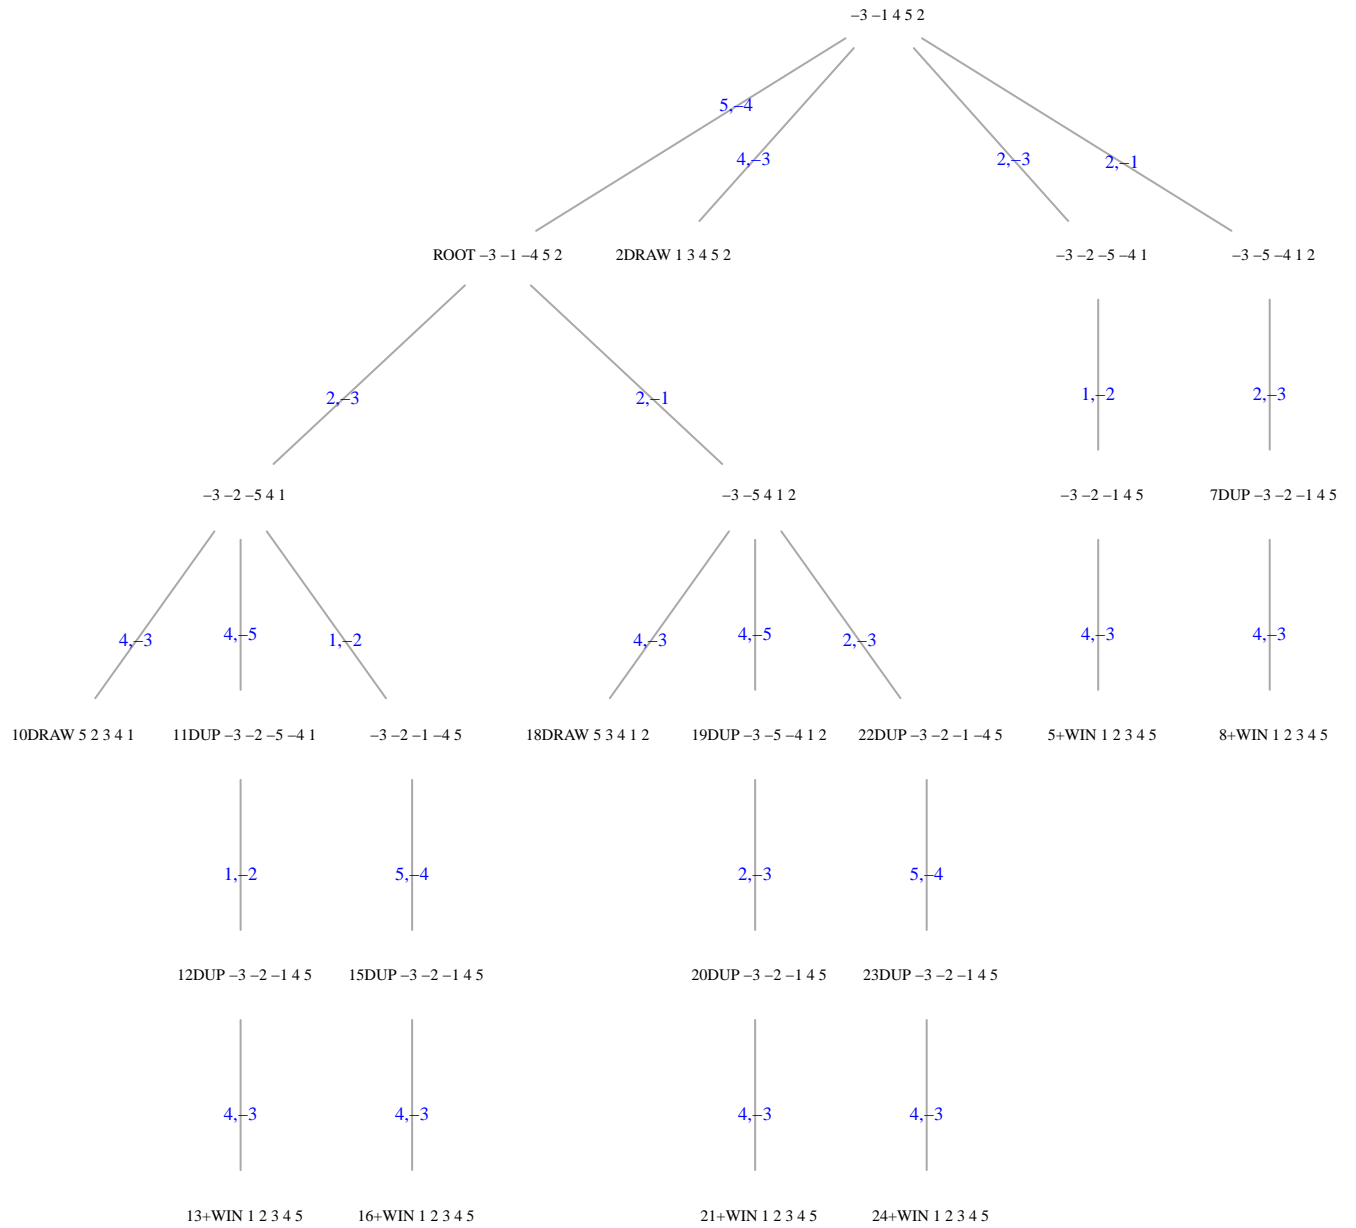 −3 −1 4 5 2
5,−4
4,−3
2,−3
2,−1
ROOT −3 −1 −4 5 2
2DRAW 1 3 4 5 2
−3 −2 −5 −4 1
−3 −5 −4 1 2
2,−3
2,−1
1,−2
2,−3
−3 −2 −5 4 1
−3 −5 4 1 2
−3 −2 −1 4 5
7DUP −3 −2 −1 4 5
4,−3
4,−5
1,−2
4,−3
4,−5
2,−3
4,−3
4,−3
10DRAW 5 2 3 4 1
11DUP −3 −2 −5 −4 1
−3 −2 −1 −4 5
18DRAW 5 3 4 1 2
19DUP −3 −5 −4 1 2
22DUP −3 −2 −1 −4 5
5+WIN 1 2 3 4 5
8+WIN 1 2 3 4 5
1,−2
5,−4
2,−3
5,−4
12DUP −3 −2 −1 4 5
15DUP −3 −2 −1 4 5
20DUP −3 −2 −1 4 5
23DUP −3 −2 −1 4 5
4,−3
4,−3
4,−3
4,−3
13+WIN 1 2 3 4 5
16+WIN 1 2 3 4 5
21+WIN 1 2 3 4 5
24+WIN 1 2 3 4 5